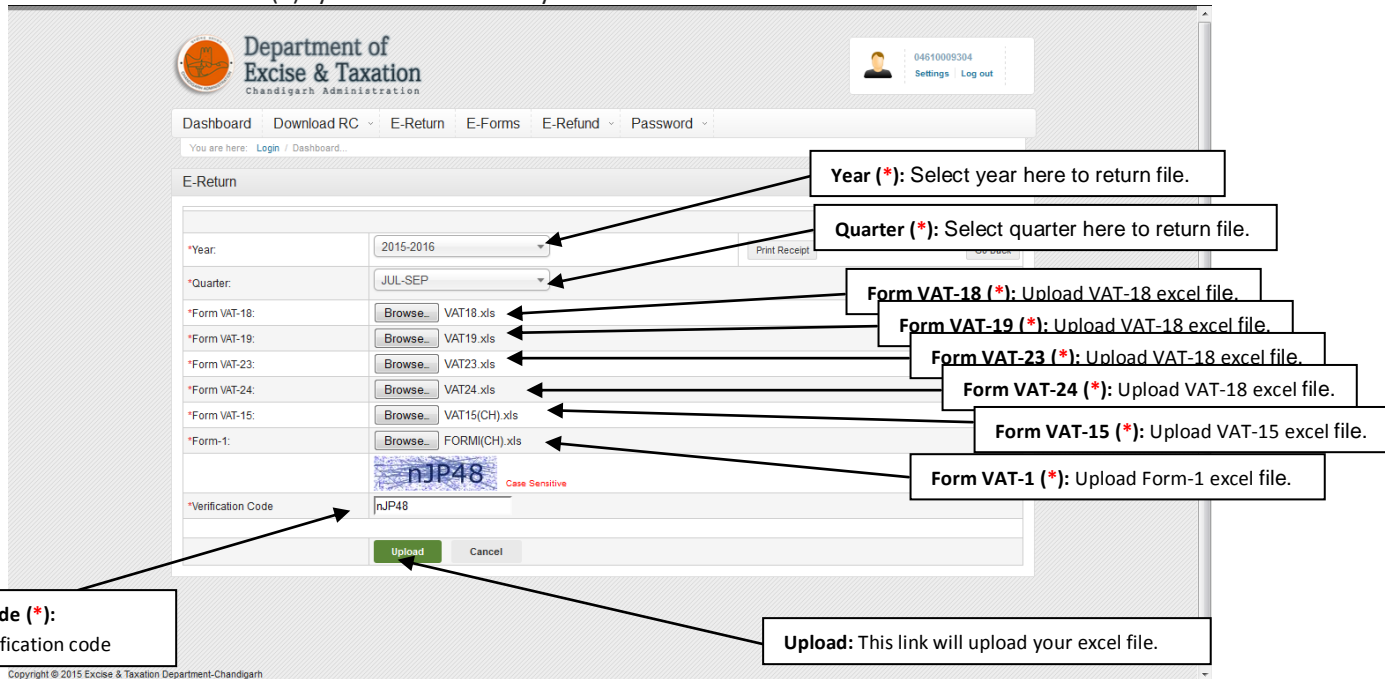 Department of
Excise & Taxation
Chandigarh Administration
04610009304
Settings Log out
Dashboard Download RC E-Return E-Forms E-Refund Password
You are here: Login / Dashboard...
E-Return
Year (*): Select year here to return file.
Quarter (*): Select quarter here to return file.
*Year: 2015-2016 Print Receipt Go Back
*Quarter: JUL-SEP
Form VAT-18 (*): Upload VAT-18 excel file.
*Form VAT-18: Browse... VAT18.xls
Form VAT-19 (*): Upload VAT-18 excel file.
*Form VAT-19: Browse... VAT19.xls
Form VAT-23 (*): Upload VAT-18 excel file.
*Form VAT-23: Browse... VAT23.xls
Form VAT-24 (*): Upload VAT-18 excel file.
*Form VAT-24: Browse... VAT24.xls
*Form VAT-15: Browse... VAT15(CH).xls
Form VAT-15 (*): Upload VAT-15 excel file.
*Form-1: Browse... FORMI(CH).xls
Form VAT-1 (*): Upload Form-1 excel file.
nJP48 Case Sensitive
*Verification Code nJP48
Upload Cancel
de (*):
fication code
Upload: This link will upload your excel file.
Copyright © 2015 Excise & Taxation Department-Chandigarh